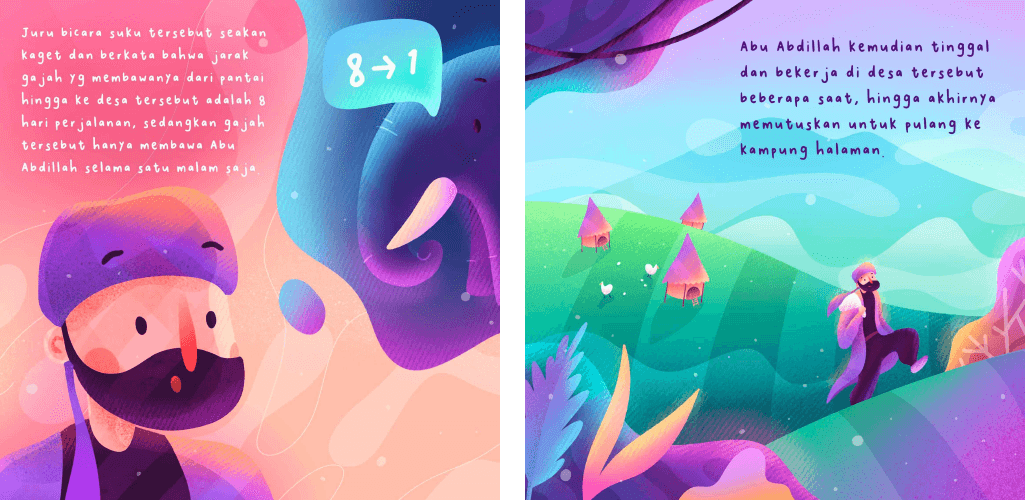 Juru bicara suku tersebut seakan
kaget dan berkata bahwa jarak
gajah yg membawanya dari pantai
hingga ke desa tersebut adalah 8
hari perjalanan, sedangkan gajah
tersebut hanya membawa Abu
Abdillah selama satu malam saja.
8→1
Abu Abdillah kemudian tinggal
dan bekerja di desa tersebut
beberapa saat, hingga akhirnya
memutuskan untuk pulang ke
kampung halaman.